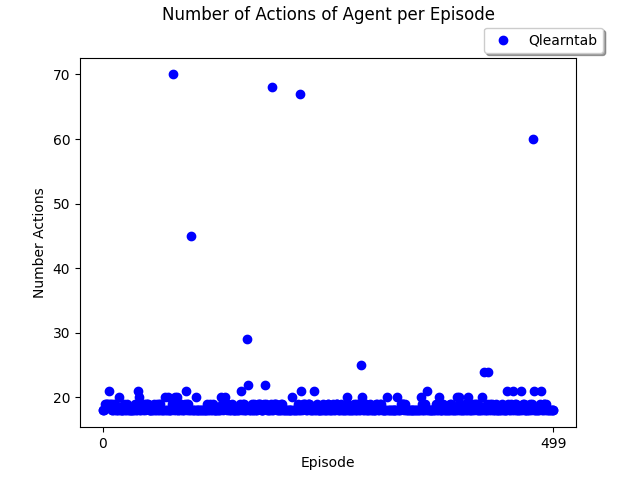 Number of Actions of Agent per Episode
Qlearntab
70
60
50
40
30
20
Number Actions
0 499
Episode